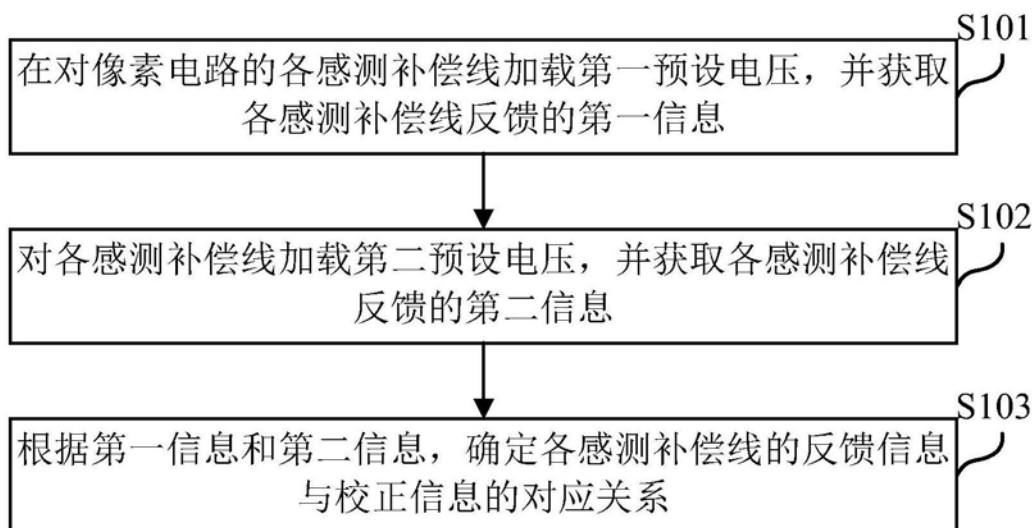 S101
在对像素电路的各感测补偿线加载第一预设电压，并获取
各感测补偿线反馈的第一信息
S102
对各感测补偿线加载第二预设电压，并获取各感测补偿线
反馈的第二信息
S103
根据第一信息和第二信息，确定各感测补偿线的反馈信息
与校正信息的对应关系